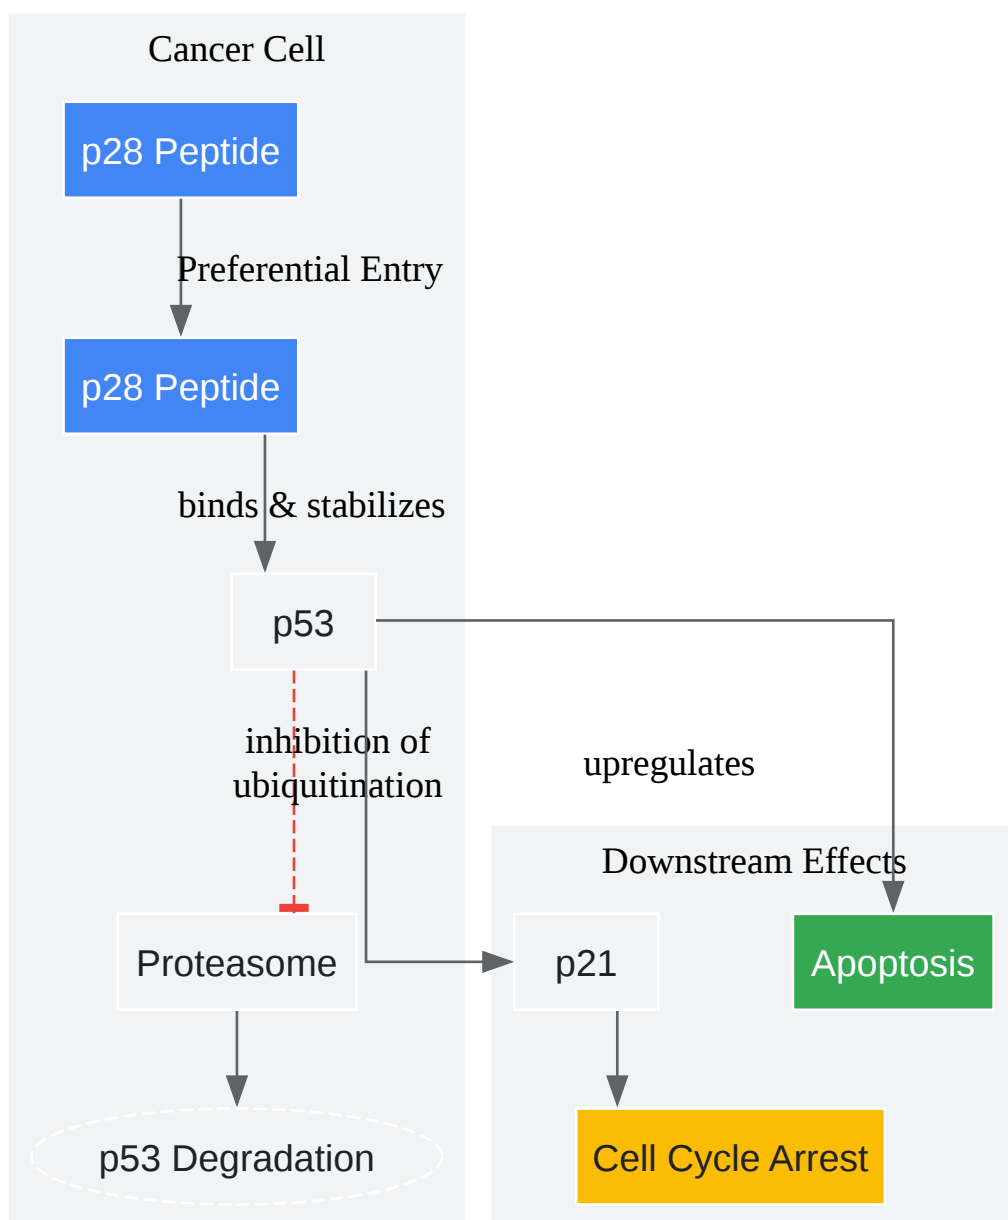 Cancer Cell
p28 Peptide
Preferential Entry
p28 Peptide
binds & stabilizes
p53
inhibition of
ubiquitination
upregulates
Downstream Effects
Proteasome
p21
Apoptosis
p53 Degradation
Cell Cycle Arrest